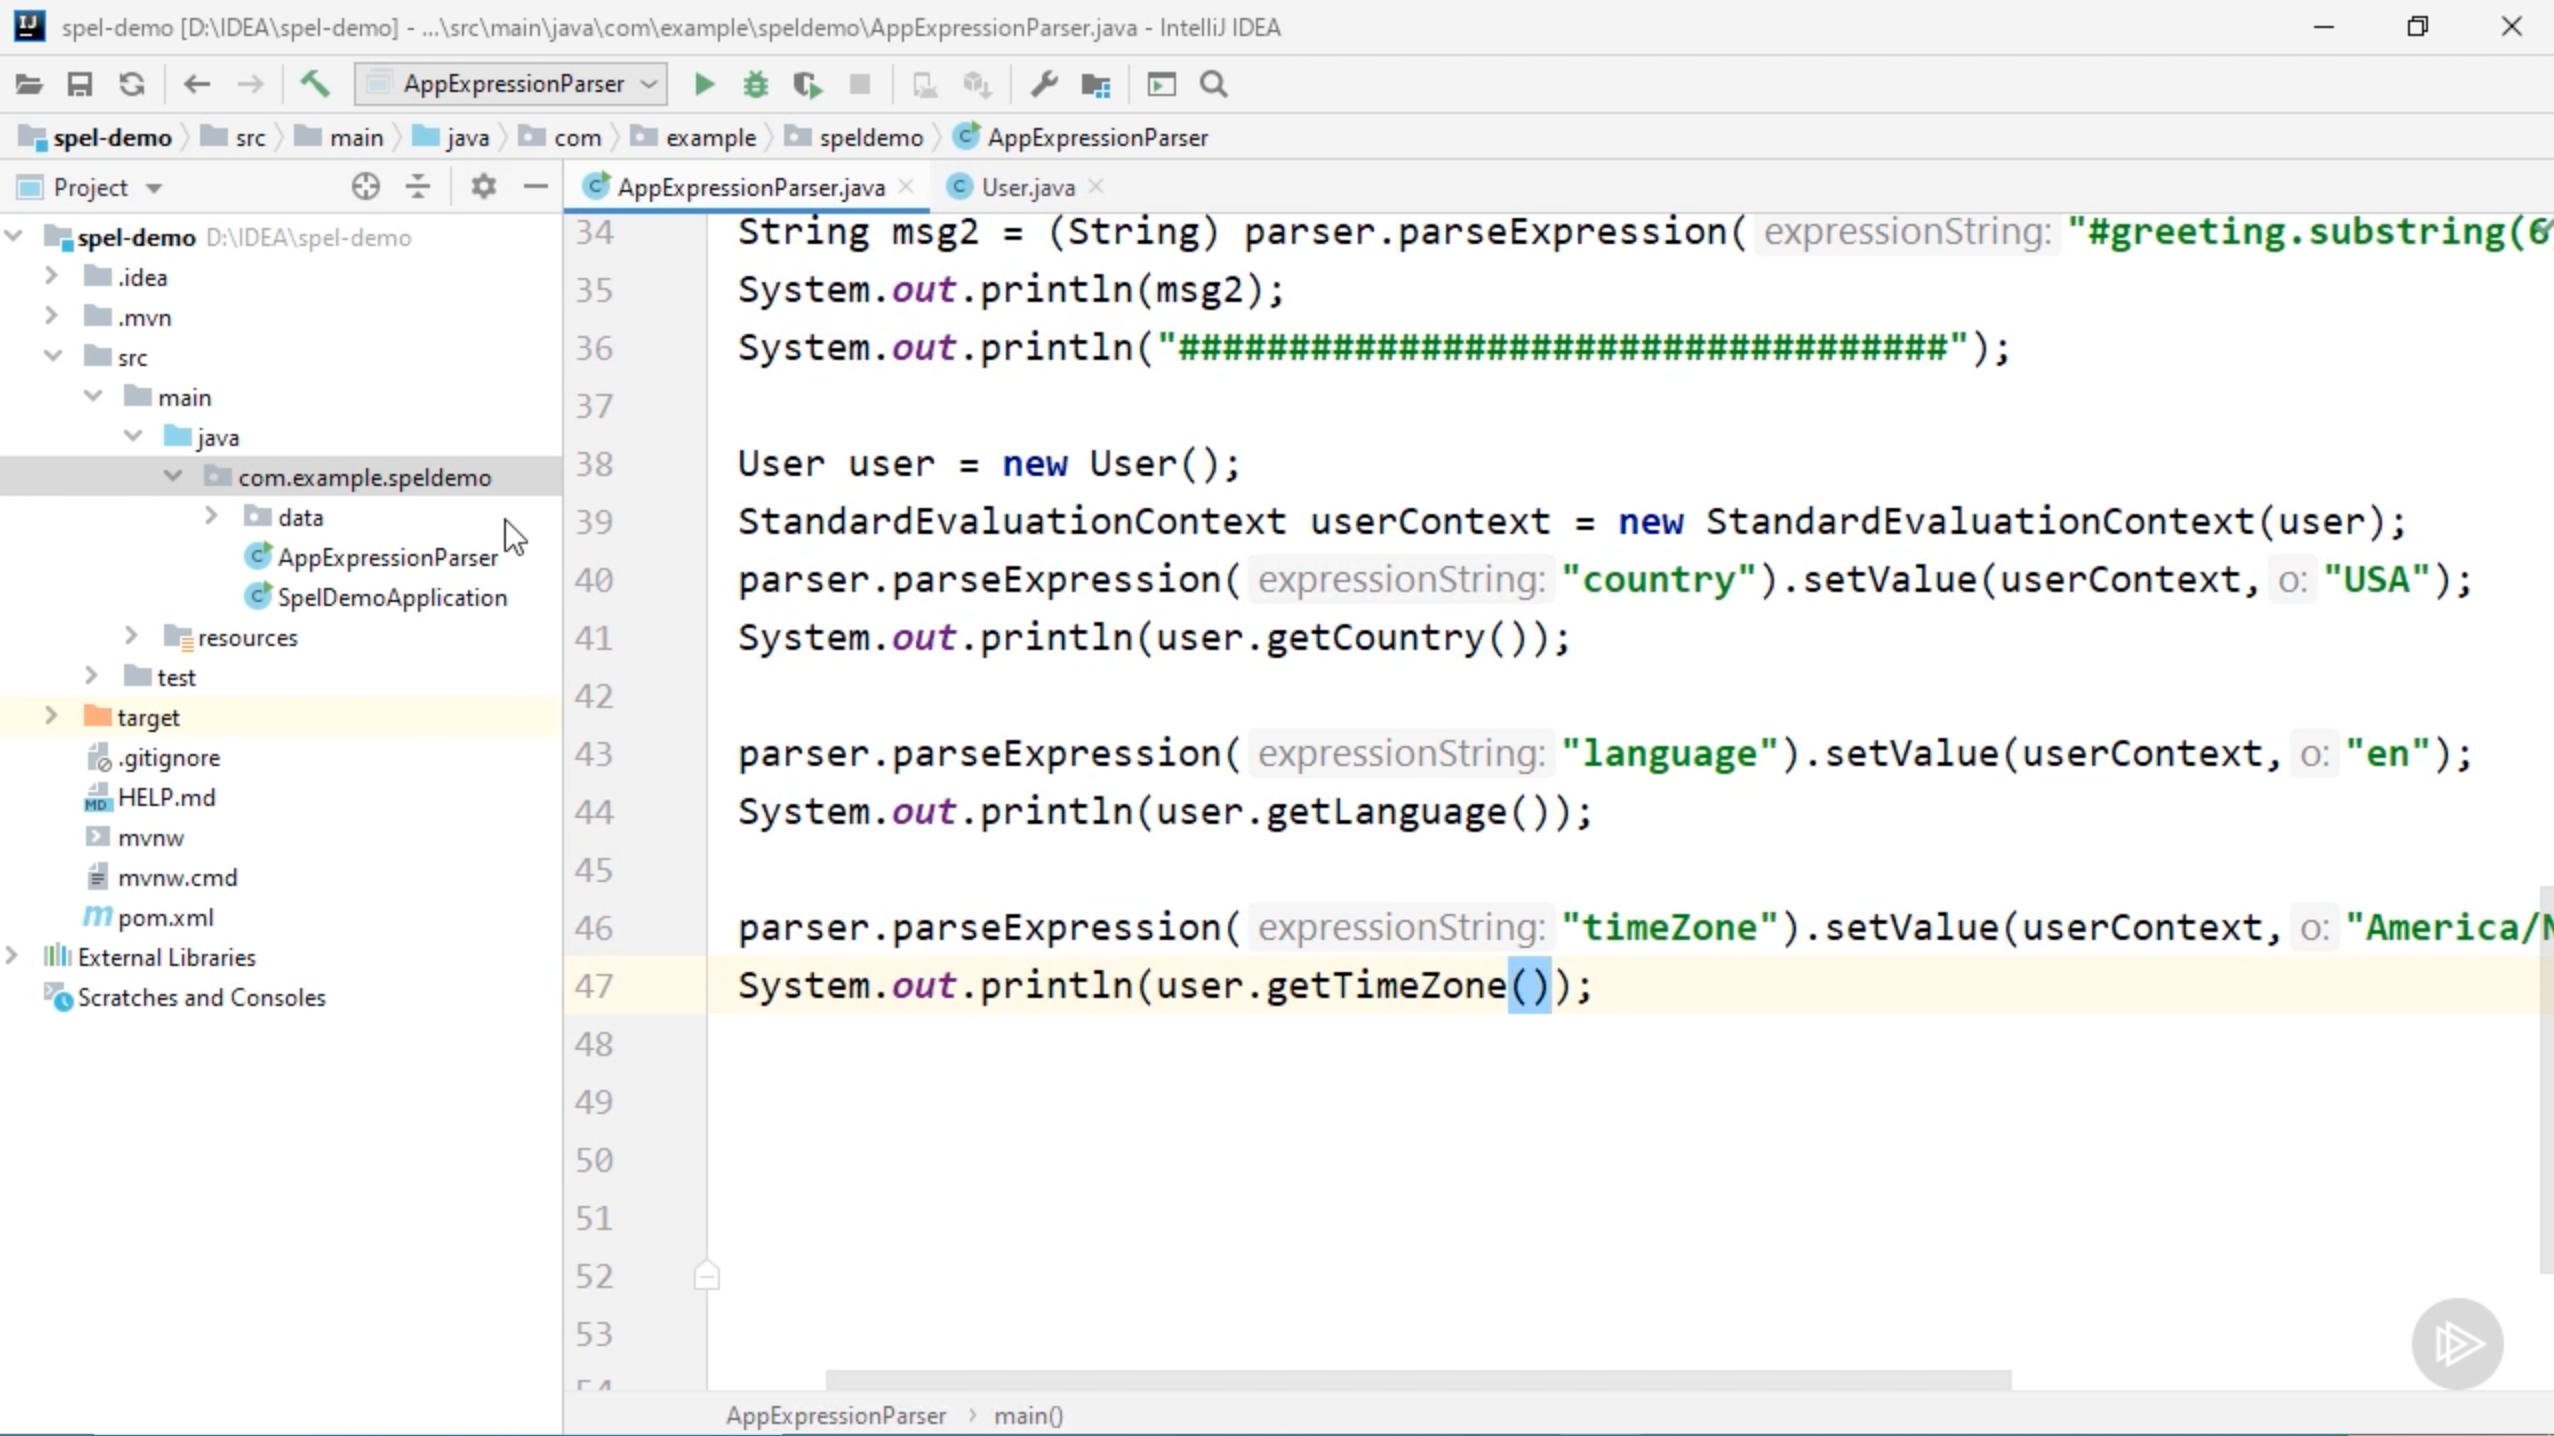 spel-demo [D:\IDEA\spel-demo] - ...\src\main\java\com\example\speldemo\AppExpressionParser.java - IntelliJ IDEA
AppExpressionParser
spel-demo src main java com example speldemo AppExpressionParser
Project
AppExpressionParser.java
User.java
spel-demo D:\IDEA\spel-demo
.idea
.mvn
src
main
java
com.example.speldemo
data
AppExpressionParser
SpelDemoApplication
resources
test
target
.gitignore
HELP.md
mvnw
mvnw.cmd
pom.xml
External Libraries
Scratches and Consoles
34 String msg2 = (String) parser.parseExpression( expressionString: "#greeting.substring(6
35 System.out.println(msg2);
36 System.out.println("###################################");
37
38 User user = new User();
39 StandardEvaluationContext userContext = new StandardEvaluationContext(user);
40 parser.parseExpression( expressionString: "country").setValue(userContext, o: "USA");
41 System.out.println(user.getCountry());
42
43 parser.parseExpression( expressionString: "language").setValue(userContext, o: "en");
44 System.out.println(user.getLanguage());
45
46 parser.parseExpression( expressionString: "timeZone").setValue(userContext, o: "America/N
47 System.out.println(user.getTimeZone());
48
49
50
51
52
53
54
AppExpressionParser > main()